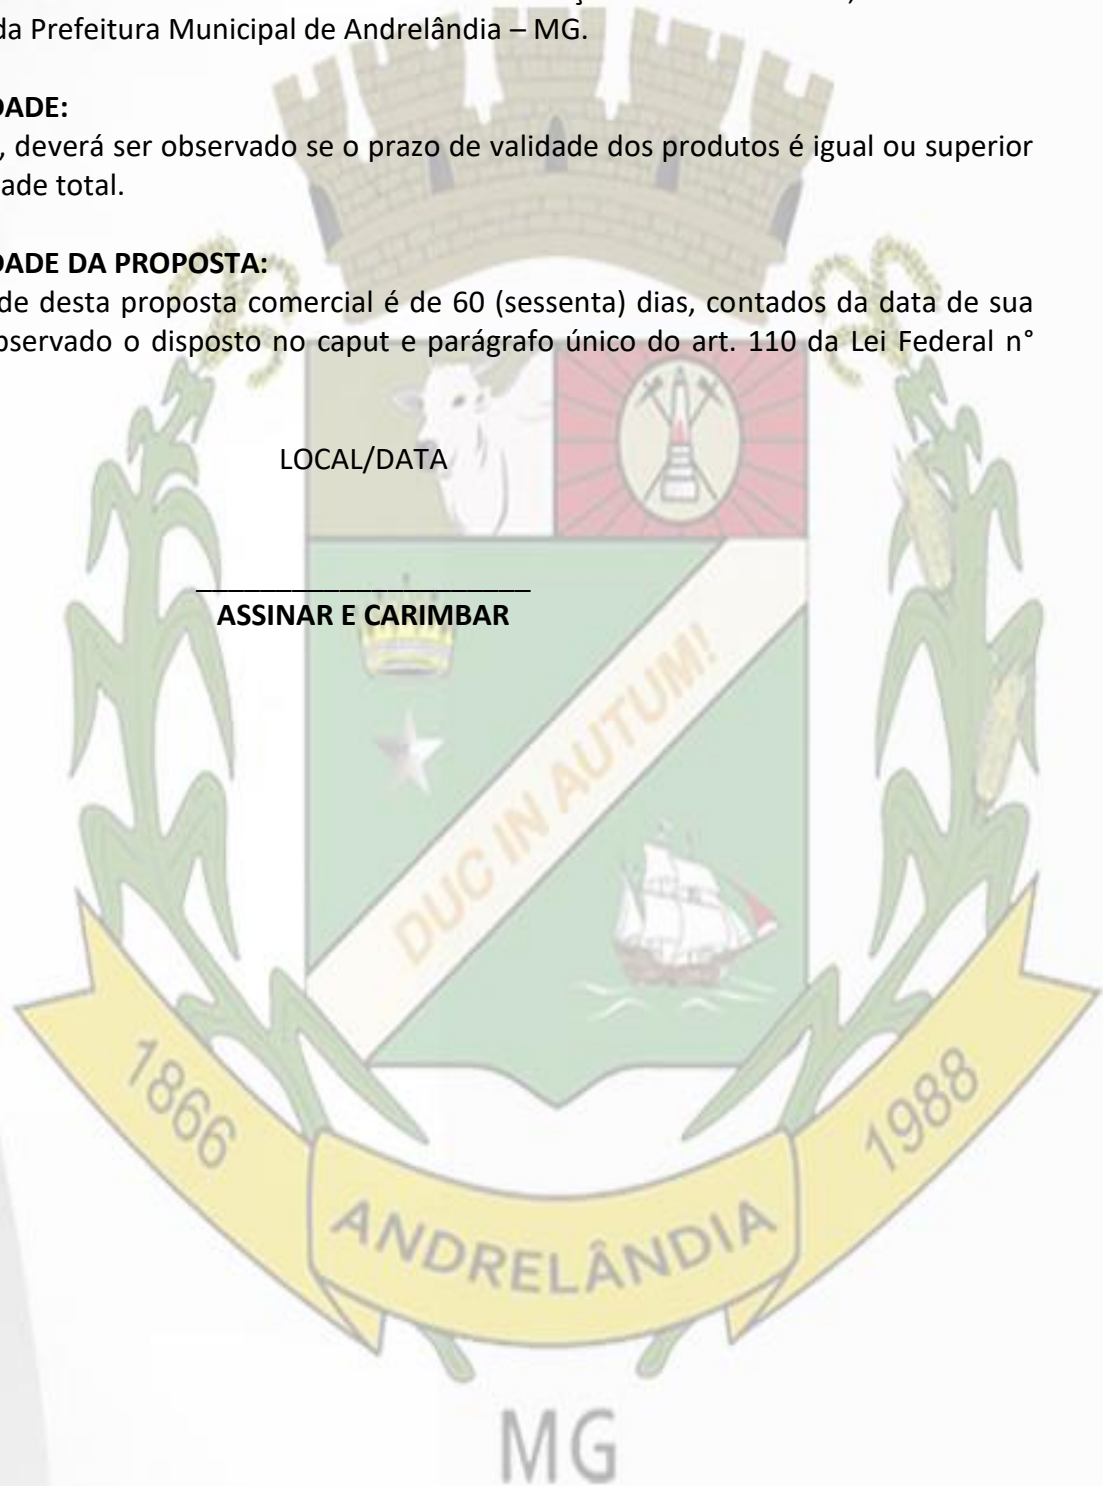 da Prefeitura Municipal de Andrelândia – MG.
DADE:
, deverá ser observado se o prazo de validade dos produtos é igual ou superior
ade total.
DADE DA PROPOSTA:
de desta proposta comercial é de 60 (sessenta) dias, contados da data de sua
bservado o disposto no caput e parágrafo único do art. 110 da Lei Federal n°
LOCAL/DATA
ASSINAR E CARIMBAR
DUC IN AUTUM!
1866
ANDRELÂNDIA
1988
MG